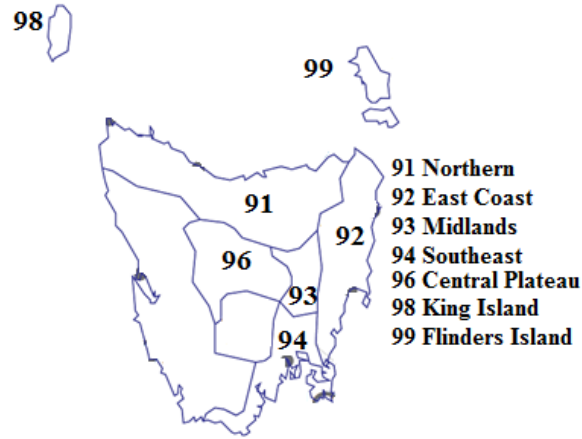 98
99
91 Northern
92 East Coast
93 Midlands
94 Southeast
96 Central Plateau
98 King Island
99 Flinders Island
91
92
96
93
94